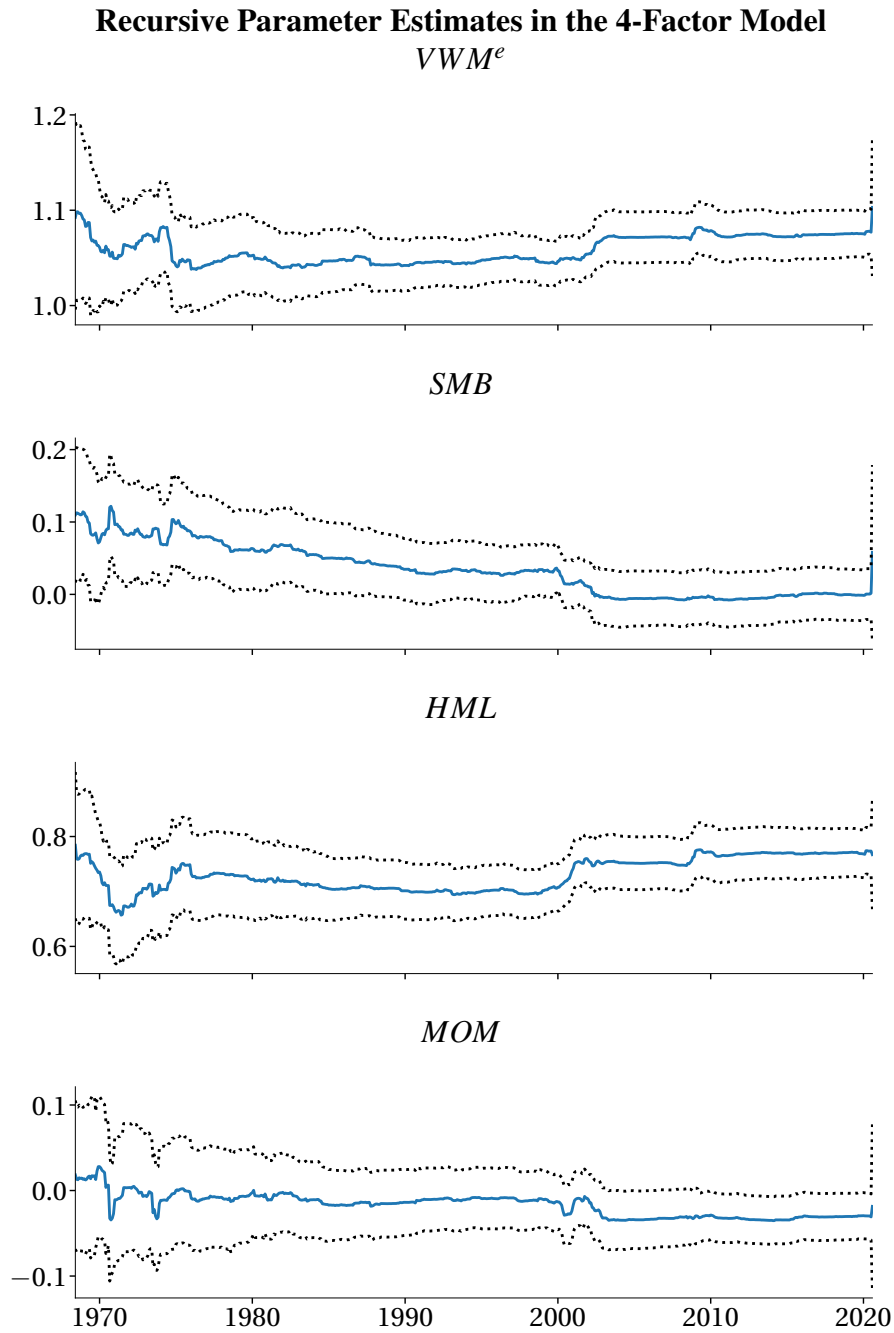 Recursive Parameter Estimates in the 4-Factor Model
VWMᵉ
1.2
1.1
1.0
SMB
0.2
0.1
0.0
HML
0.8
0.6
MOM
0.1
0.0
−0.1
1970 1980 1990 2000 2010 2020